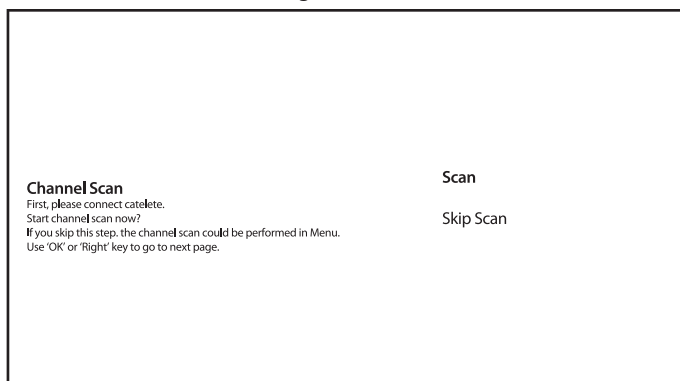 Channel Scan
First, please connect catelete.
Start channel scan now?
If you skip this step. the channel scan could be performed in Menu.
Use ‘OK’ or ‘Right’ key to go to next page.
Scan
Skip Scan